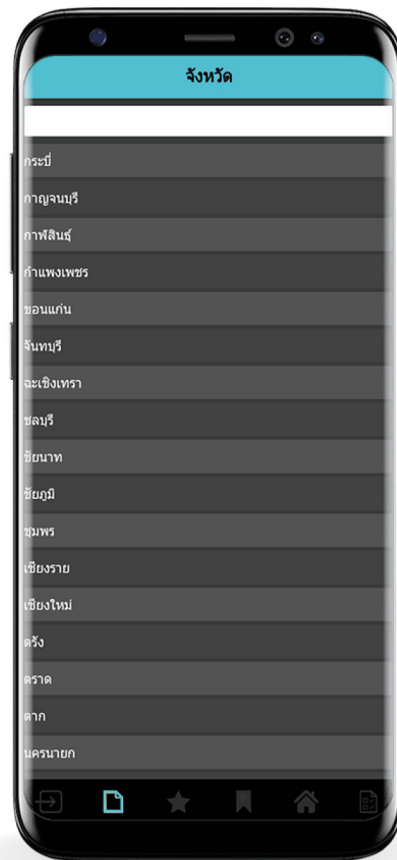 จังหวัด
กระบี่
กาญจนบุรี
กาฬสินธุ์
กำแพงเพชร
ขอนแก่น
จันทบุรี
ฉะเชิงเทรา
ชลบุรี
ชัยนาท
ชัยภูมิ
ชุมพร
เชียงราย
เชียงใหม่
ตรัง
ตราด
ตาก
นครนายก